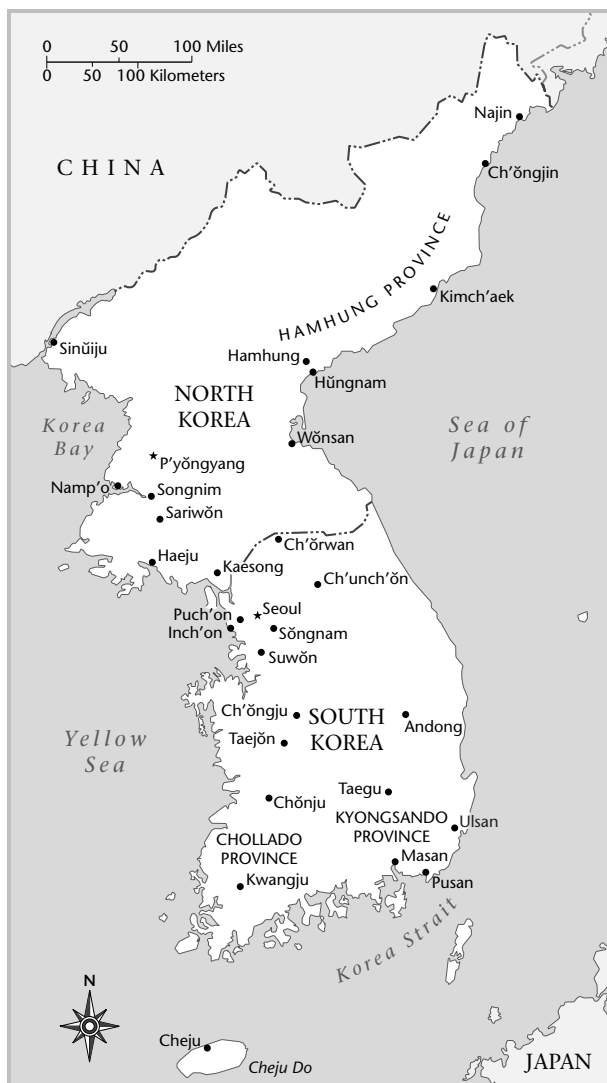 0 50 100 Miles
0 50 100 Kilometers
CHINA
Najin
Ch’ŏngjin
HAMHUNG PROVINCE
Kimch’aek
Sinŭiju
Hamhung
Hŭngnam
NORTH
KOREA
Korea
Bay
Sea of
Japan
Wŏnsan
P’yŏngyang
Namp’o
Songnim
Sariwŏn
Ch’ŏrwan
Haeju
Kaesong
Ch’unch’ŏn
Puch’on
Seoul
Inch’on
Sŏngnam
Suwŏn
Ch’ŏngju
SOUTH
KOREA
Andong
Yellow
Sea
Taejŏn
Taegu
Chŏnju
KYONGSANDO
PROVINCE
Ulsan
CHOLLADO
PROVINCE
Masan
Kwangju
Pusan
Korea Strait
N
Cheju
Cheju Do
JAPAN